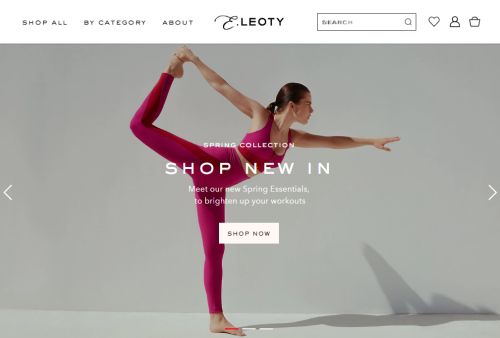 SHOP ALL
BY CATEGORY
ABOUT
E.LEOTY
SEARCH
SPRING COLLECTION
SHOP NEW IN
Meet our new Spring Essentials,
to brighten up your workouts
SHOP NOW